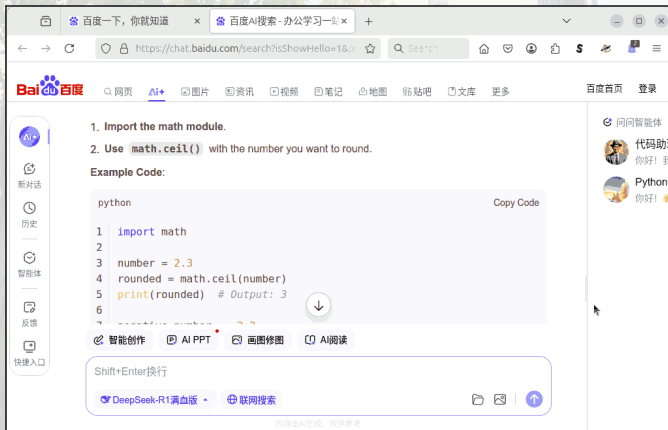 百度一下，你就知道
百度AI搜索 - 办公学习一站
https://chat.baidu.com/search?isShowHello=1&p
Search
Bai du 百度
网页
Ai+
图片
资讯
视频
笔记
地图
贴吧
文库
更多
百度首页
登录
Ai+
新对话
历史
智能体
反馈
快捷入口
1. Import the math module.
2. Use math.ceil() with the number you want to round.
Example Code:
python
Copy Code
1 import math
2
3 number = 2.3
4 rounded = math.ceil(number)
5 print(rounded) # Output: 3
6
智能创作
AI PPT
画图修图
AI阅读
Shift+Enter换行
DeepSeek-R1满血版
联网搜索
内容由AI生成，仅供参考
问问智能体
代码助
你好！
Python
你好！